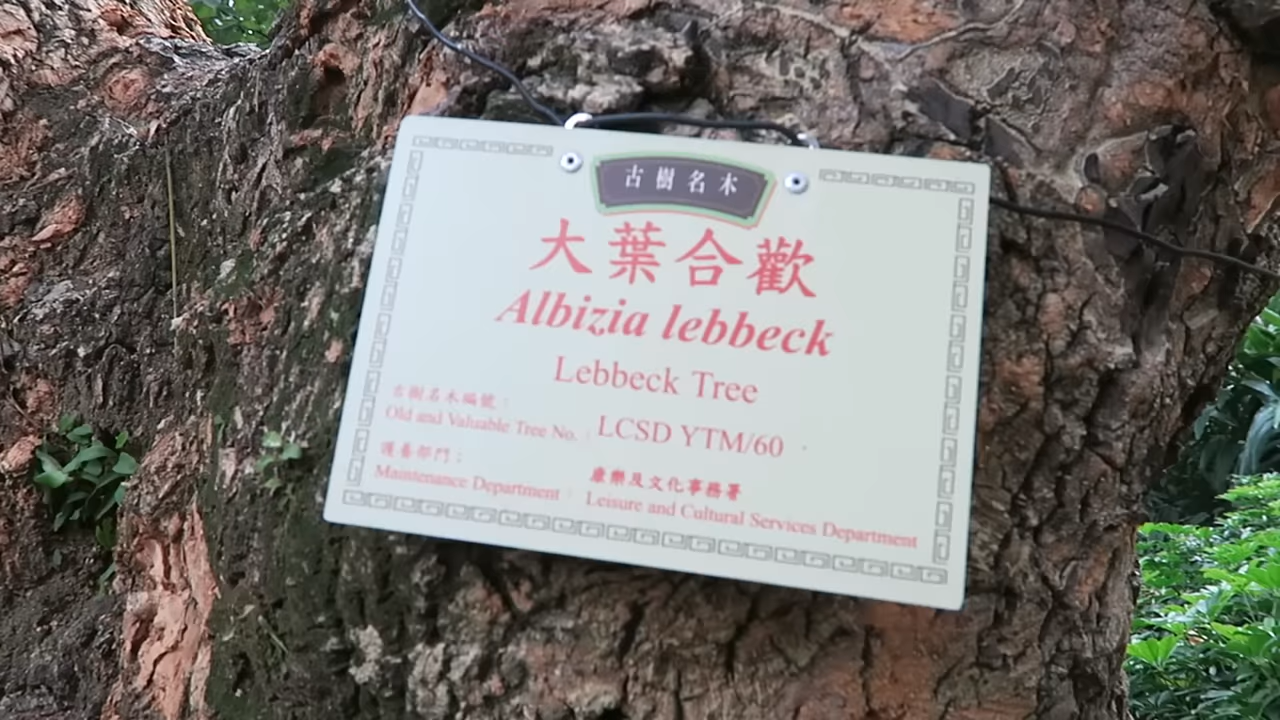 古樹名木
大葉合歡
Albizia lebbeck
Lebbeck Tree
古樹名木編號：
Old and Valuable Tree No. : LCSD YTM/60
護養部門：
康樂及文化事務署
Maintenance Department : Leisure and Cultural Services Department